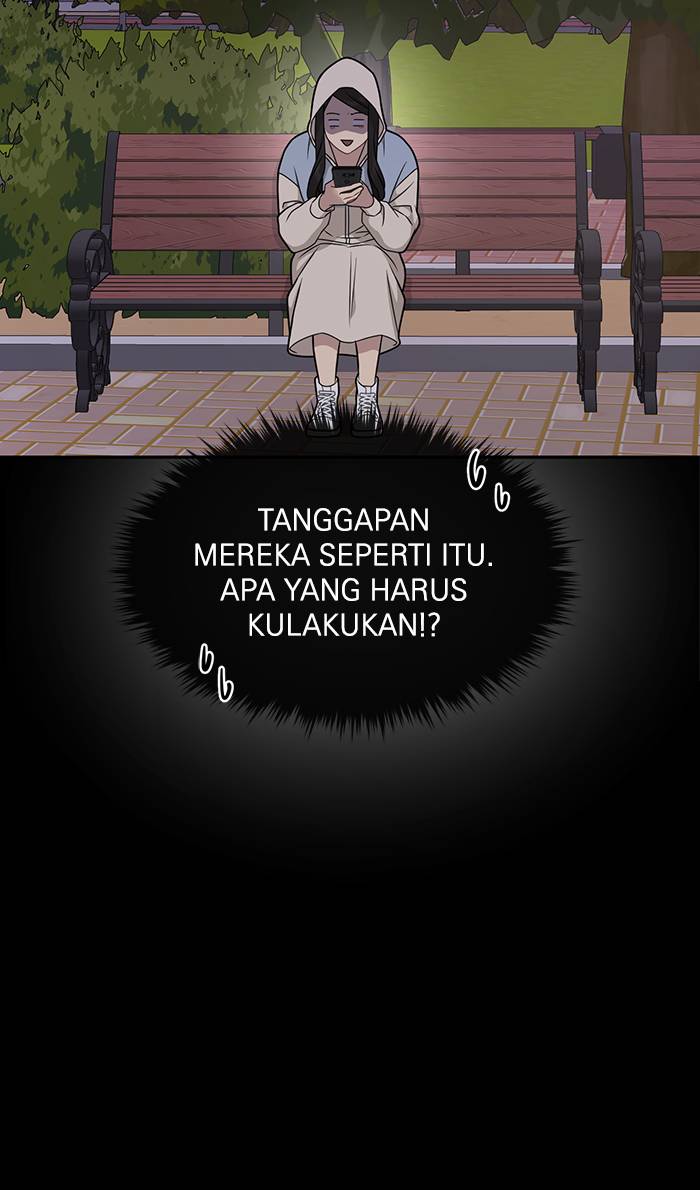 TANGGAPAN
MEREKA SEPERTI ITU.
APA YANG HARUS
KULAKUKAN!?